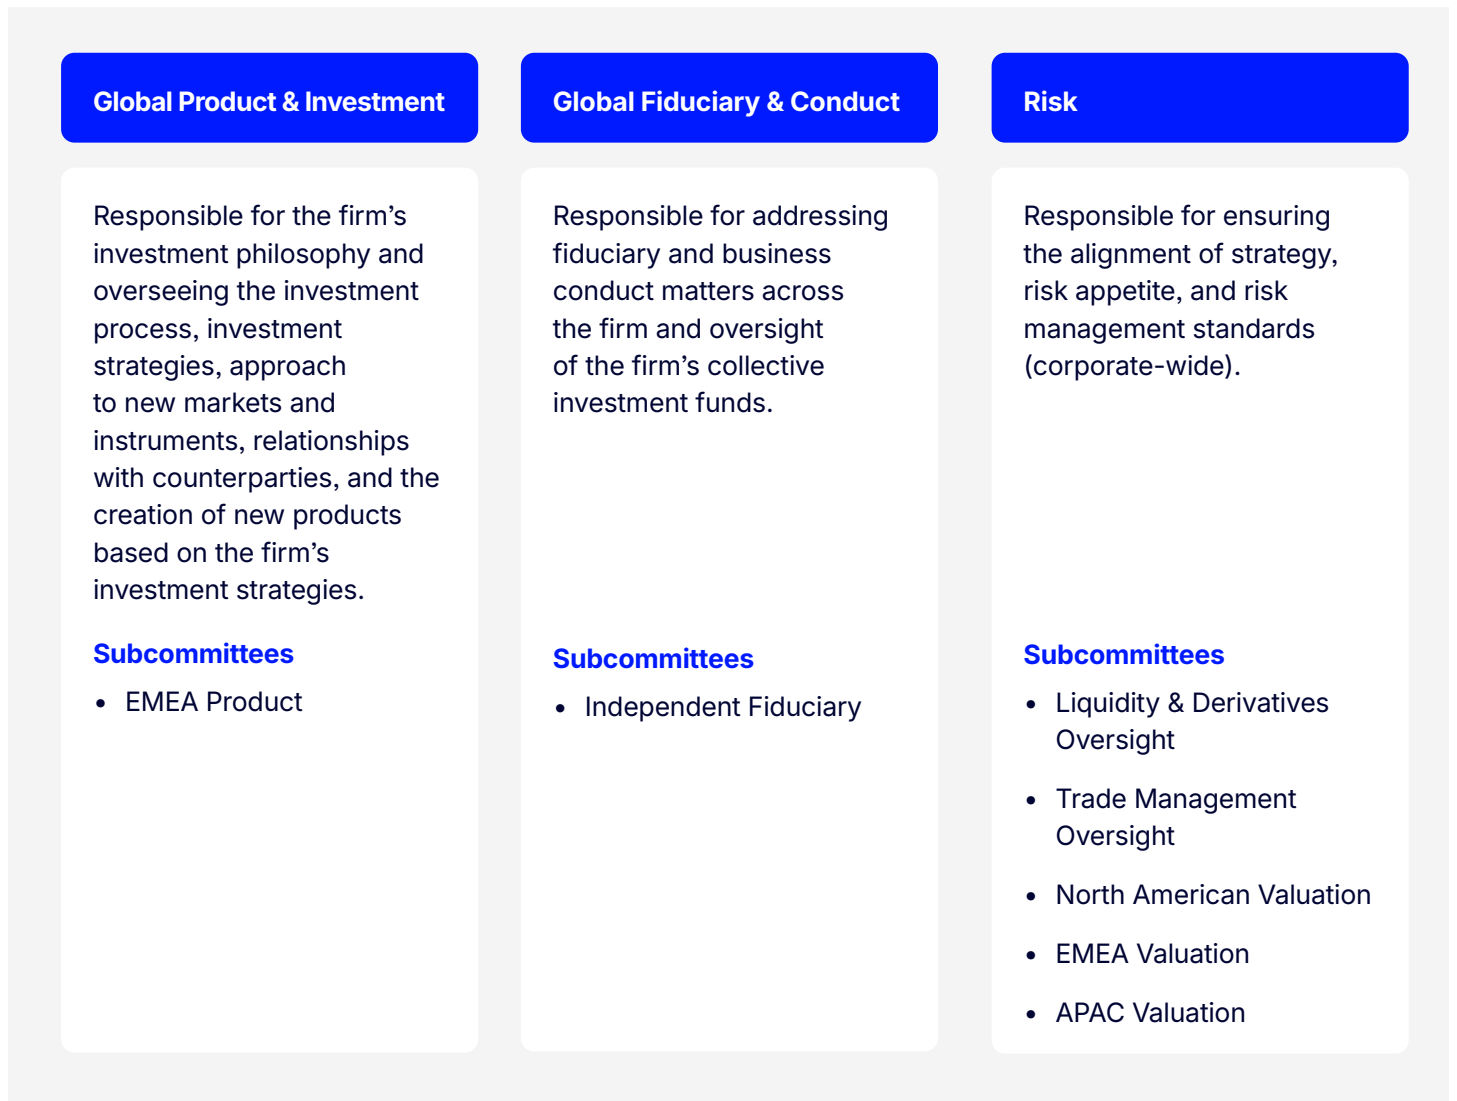 Global Product & Investment
Responsible for the firm’s
investment philosophy and
overseeing the investment
process, investment
strategies, approach
to new markets and
instruments, relationships
with counterparties, and the
creation of new products
based on the firm’s
investment strategies.
Subcommittees
• EMEA Product
Global Fiduciary & Conduct
Responsible for addressing
fiduciary and business
conduct matters across
the firm and oversight
of the firm’s collective
investment funds.
Subcommittees
• Independent Fiduciary
Risk
Responsible for ensuring
the alignment of strategy,
risk appetite, and risk
management standards
(corporate-wide).
Subcommittees
• Liquidity & Derivatives
Oversight
• Trade Management
Oversight
• North American Valuation
• EMEA Valuation
• APAC Valuation